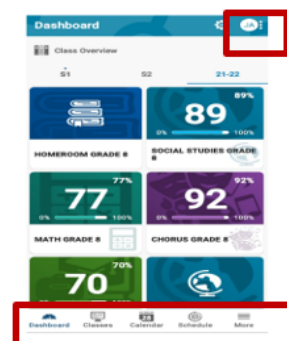 Dashboard JA
Class Overview
S1 S2 21-22
89%
89
0% 100%
HOMEROOM GRADE 8
SOCIAL STUDIES GRADE
8
77% 92%
77 92
0% 100% 0% 100%
MATH GRADE 8 CHORUS GRADE 8
70%
70
Dashboard Classes Calendar Schedule More